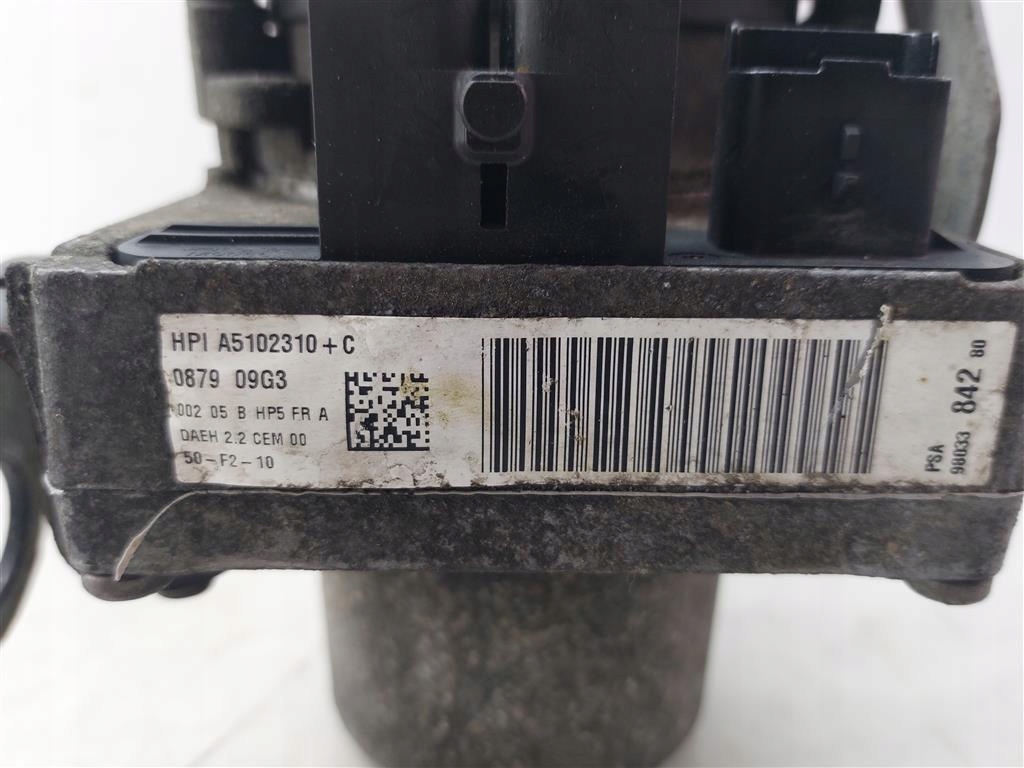 HPI A5102310+C
0879 09G3
002 05 B HP5 FR A
DAEH 2.2 CEM 00
50-F2-10
PSA
98033 842 80